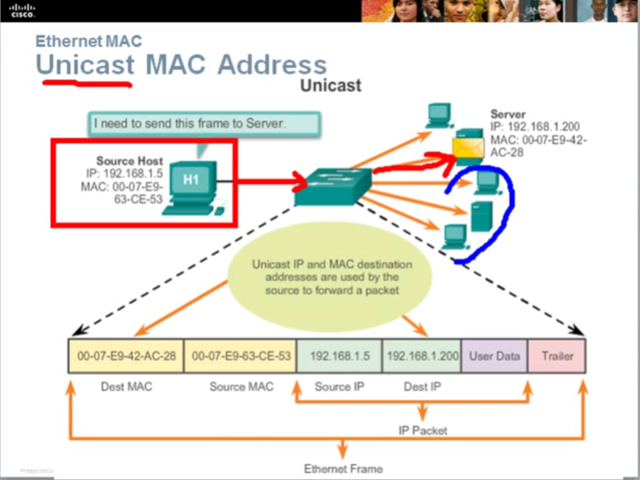 CISCO
Ethernet MAC
Unicast MAC Address
Unicast
I need to send this frame to Server.
Source Host
IP: 192.168.1.5
MAC: 00-07-E9-
63-CE-53
H1
Server
IP: 192.168.1.200
MAC: 00-07-E9-42-
AC-28
Unicast IP and MAC destination
addresses are used by the
source to forward a packet
00-07-E9-42-AC-28 00-07-E9-63-CE-53 192.168.1.5 192.168.1.200 User Data Trailer
Dest MAC Source MAC Source IP Dest IP
IP Packet
Ethernet Frame